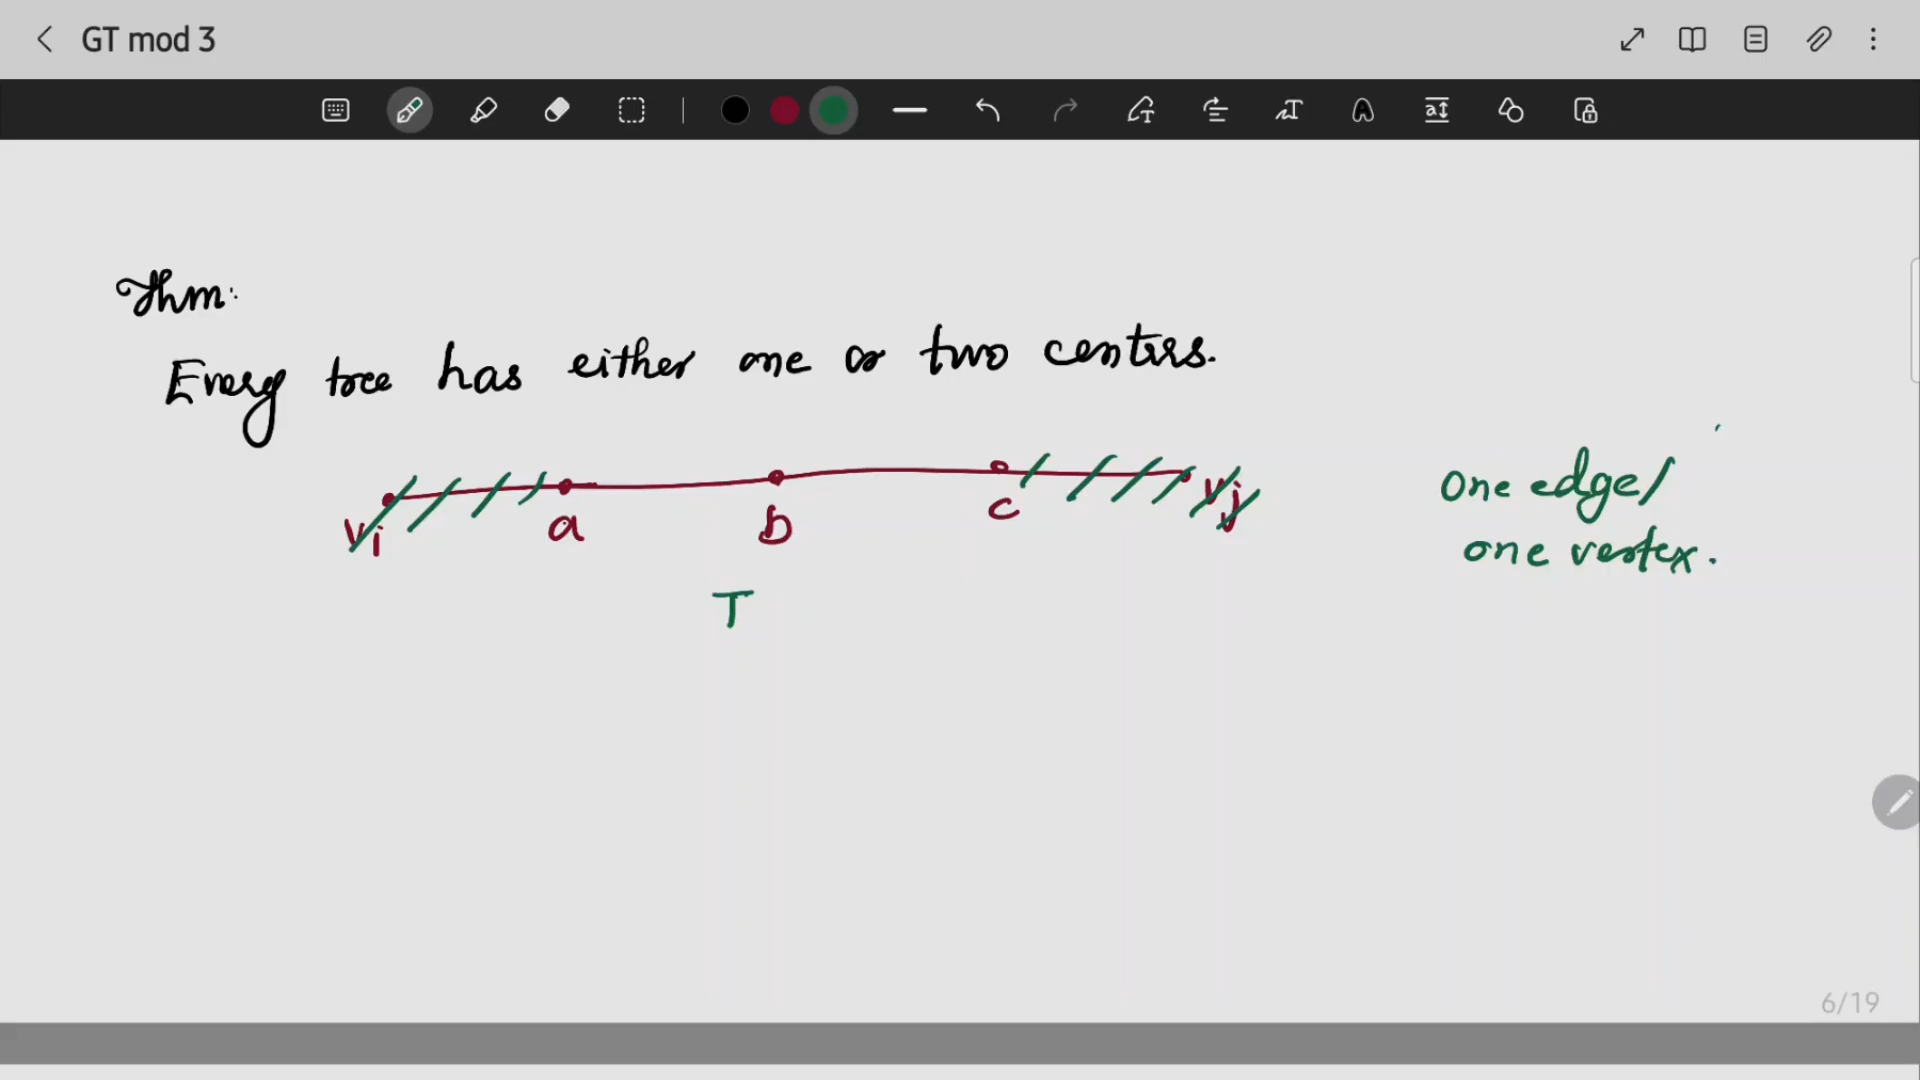 GT mod 3
Thm:
Every tree has either one or two centers.
vi a b c vj
One edge/
one vertex.
T
6/19